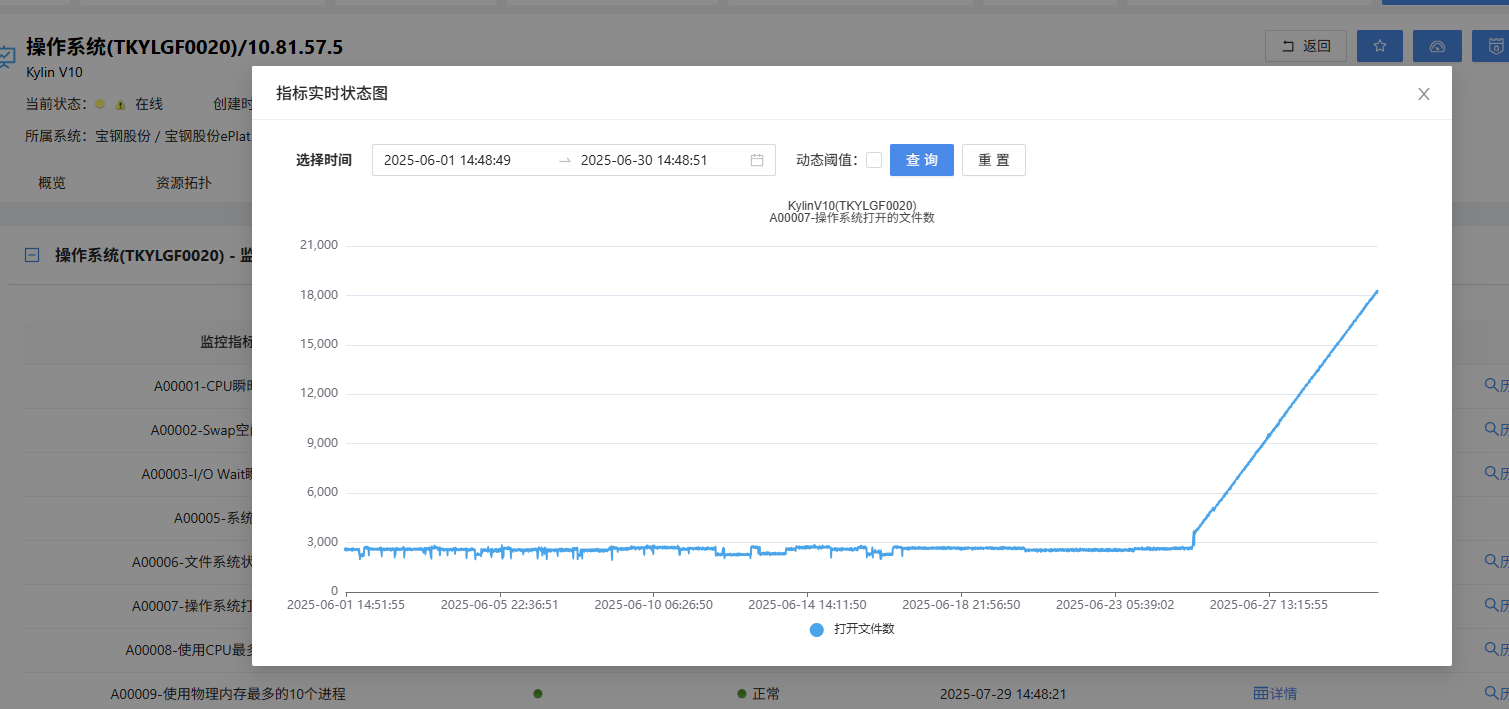 操作系统(TKYLGF0020)/10.81.57.5
返回
Kylin V10
当前状态： 在线 创建时
所属系统：宝钢股份 / 宝钢股份ePlat
概览 资源拓扑
操作系统(TKYLGF0020) - 监
指标实时状态图
选择时间 2025-06-01 14:48:49 2025-06-30 14:48:51 动态阈值： 查 询 重 置
KylinV10(TKYLGF0020)
A00007-操作系统打开的文件数
21,000
18,000
15,000
12,000
9,000
6,000
3,000
0
2025-06-01 14:51:55 2025-06-05 22:36:51 2025-06-10 06:26:50 2025-06-14 14:11:50 2025-06-18 21:56:50 2025-06-23 05:39:02 2025-06-27 13:15:55
打开文件数
监控指标
A00001-CPU瞬
A00002-Swap空
A00003-I/O Wait
A00005-系统
A00006-文件系统状
A00007-操作系统打
A00008-使用CPU最多
A00009-使用物理内存最多的10个进程 正常 2025-07-29 14:48:21 详情